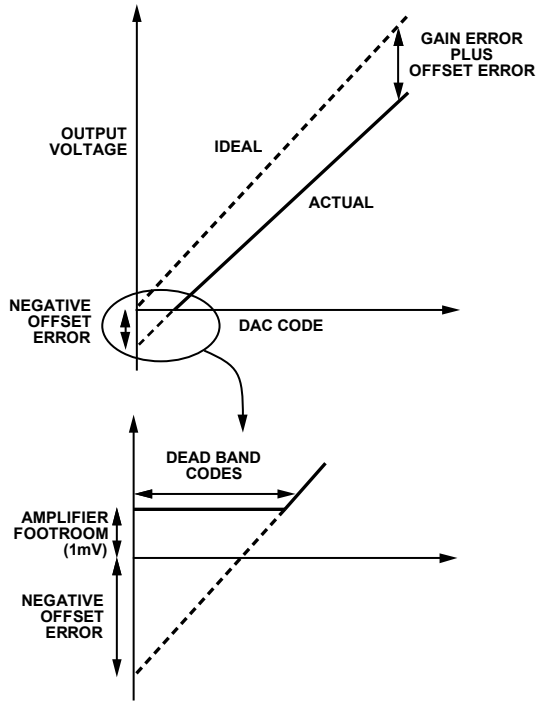 GAIN ERROR
PLUS
OFFSET ERROR
OUTPUT
VOLTAGE
IDEAL
ACTUAL
NEGATIVE
OFFSET
ERROR
DAC CODE
DEAD BAND
CODES
AMPLIFIER
FOOTROOM
(1mV)
NEGATIVE
OFFSET
ERROR